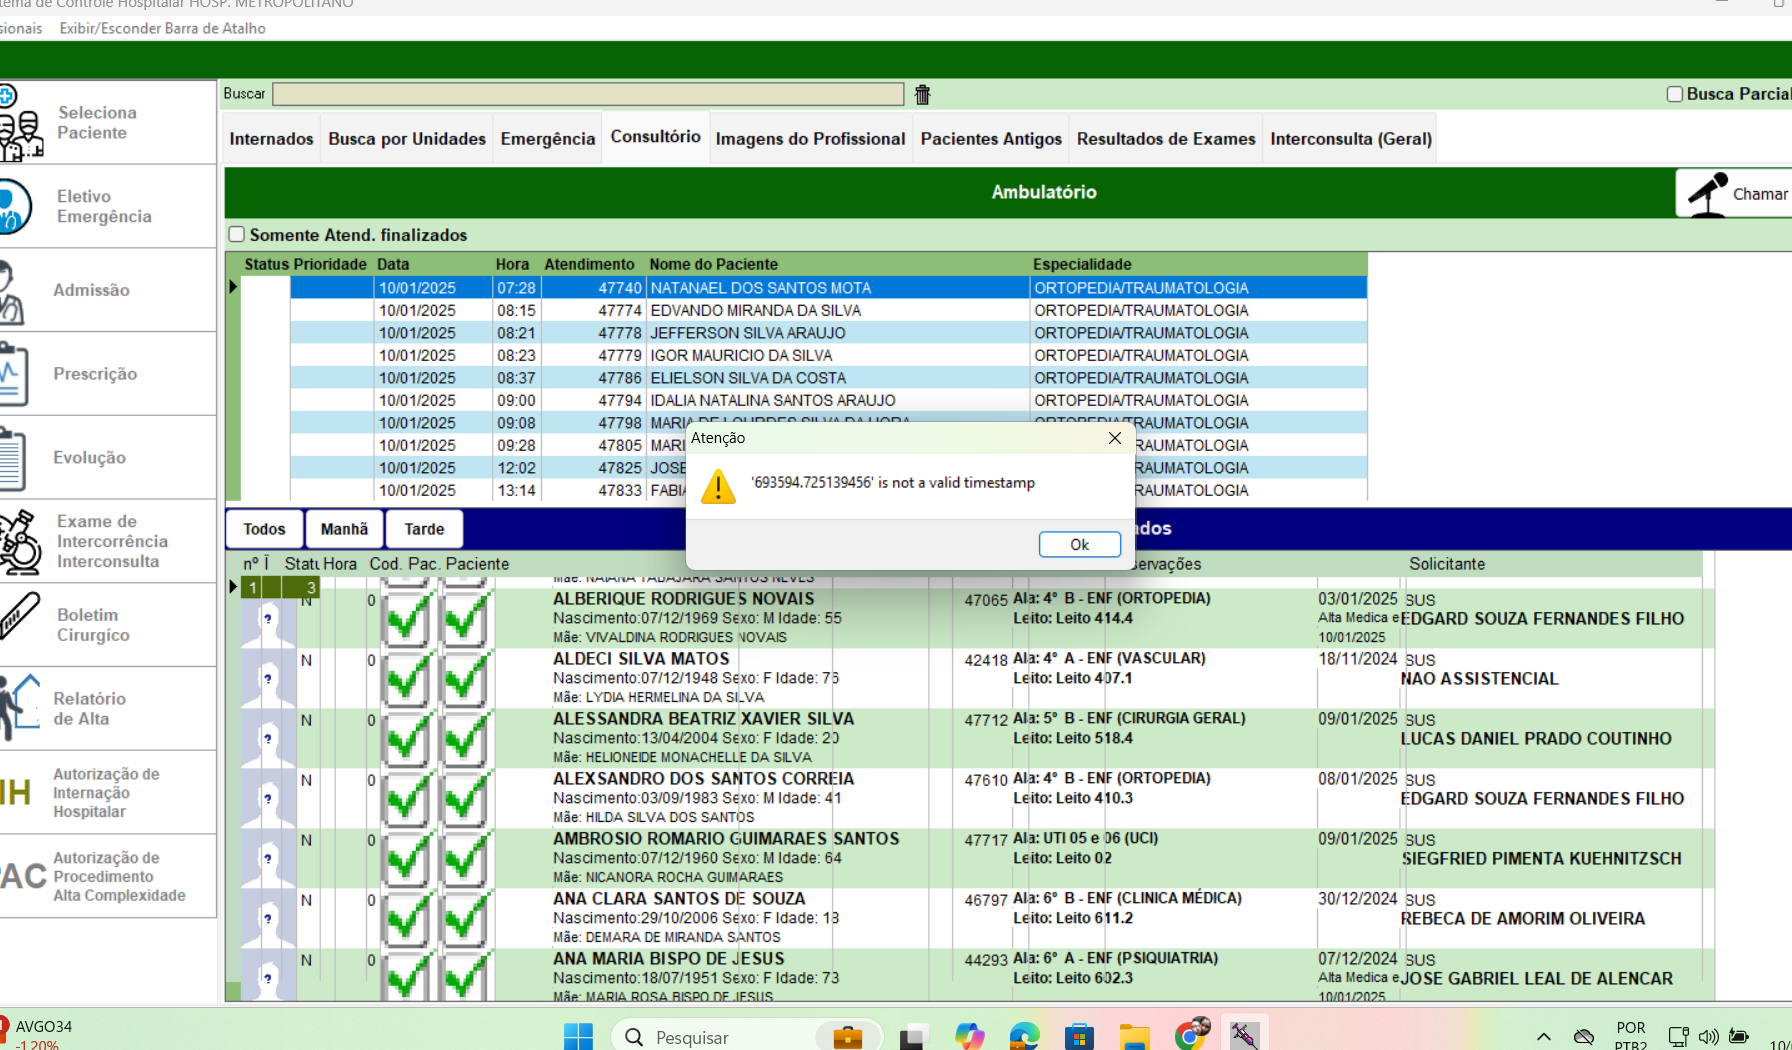 tema de Controle Hospitalar HOSP. METROPOLITANO
sionais Exibir/Esconder Barra de Atalho
Buscar
Busca Parcial
Seleciona
Paciente
Eletivo
Emergência
Admissão
Prescrição
Evolução
Exame de
Intercorrência
Interconsulta
Boletim
Cirurgíco
Relatório
de Alta
IH Autorização de
Internação
Hospitalar
PAC Autorização de
Procedimento
Alta Complexidade
Internados Busca por Unidades Emergência Consultório Imagens do Profissional Pacientes Antigos Resultados de Exames Interconsulta (Geral)
Ambulatório
Chamar
Somente Atend. finalizados
Status Prioridade Data Hora Atendimento Nome do Paciente Especialidade
10/01/2025 07:28 47740 NATANAEL DOS SANTOS MOTA ORTOPEDIA/TRAUMATOLOGIA
10/01/2025 08:15 47774 EDVANDO MIRANDA DA SILVA ORTOPEDIA/TRAUMATOLOGIA
10/01/2025 08:21 47778 JEFFERSON SILVA ARAUJO ORTOPEDIA/TRAUMATOLOGIA
10/01/2025 08:23 47779 IGOR MAURICIO DA SILVA ORTOPEDIA/TRAUMATOLOGIA
10/01/2025 08:37 47786 ELIELSON SILVA DA COSTA ORTOPEDIA/TRAUMATOLOGIA
10/01/2025 09:00 47794 IDALIA NATALINA SANTOS ARAUJO ORTOPEDIA/TRAUMATOLOGIA
10/01/2025 09:08 47798 MARIA DE LOURDES SILVA DA HORA ORTOPEDIA/TRAUMATOLOGIA
10/01/2025 09:28 47805 MARI RAUMATOLOGIA
10/01/2025 12:02 47825 JOSE RAUMATOLOGIA
10/01/2025 13:14 47833 FABI RAUMATOLOGIA
Atenção
'693594.725139456' is not a valid timestamp
Ok
Todos Manhã Tarde dos
nº Ï Statu Hora Cod. Pac. Paciente ervações Solicitante
1 3
Mãe: NAIANA TABAJARA SANTOS NEVES
N 0 ALBERIQUE RODRIGUES NOVAIS 47065 Ala: 4° B - ENF (ORTOPEDIA) 03/01/2025 SUS
Nascimento:07/12/1969 Sexo: M Idade: 55 Leito: Leito 414.4 Alta Medica e EDGARD SOUZA FERNANDES FILHO
Mãe: VIVALDINA RODRIGUES NOVAIS 10/01/2025
N 0 ALDECI SILVA MATOS 42418 Ala: 4° A - ENF (VASCULAR) 18/11/2024 SUS
Nascimento:07/12/1948 Sexo: F Idade: 76 Leito: Leito 407.1 NAO ASSISTENCIAL
Mãe: LYDIA HERMELINA DA SILVA
N 0 ALESSANDRA BEATRIZ XAVIER SILVA 47712 Ala: 5° B - ENF (CIRURGIA GERAL) 09/01/2025 SUS
Nascimento:13/04/2004 Sexo: F Idade: 20 Leito: Leito 518.4 LUCAS DANIEL PRADO COUTINHO
Mãe: HELIONEIDE MONACHELLE DA SILVA
N 0 ALEXSANDRO DOS SANTOS CORREIA 47610 Ala: 4° B - ENF (ORTOPEDIA) 08/01/2025 SUS
Nascimento:03/09/1983 Sexo: M Idade: 41 Leito: Leito 410.3 EDGARD SOUZA FERNANDES FILHO
Mãe: HILDA SILVA DOS SANTOS
N 0 AMBROSIO ROMARIO GUIMARAES SANTOS 47717 Ala: UTI 05 e 06 (UCI) 09/01/2025 SUS
Nascimento:07/12/1960 Sexo: M Idade: 64 Leito: Leito 02 SIEGFRIED PIMENTA KUEHNITZSCH
Mãe: NICANORA ROCHA GUIMARAES
N 0 ANA CLARA SANTOS DE SOUZA 46797 Ala: 6° B - ENF (CLINICA MÉDICA) 30/12/2024 SUS
Nascimento:29/10/2006 Sexo: F Idade: 18 Leito: Leito 611.2 REBECA DE AMORIM OLIVEIRA
Mãe: DEMARA DE MIRANDA SANTOS
N 0 ANA MARIA BISPO DE JESUS 44293 Ala: 6° A - ENF (PSIQUIATRIA) 07/12/2024 SUS
Nascimento:18/07/1951 Sexo: F Idade: 73 Leito: Leito 602.3 Alta Medica e JOSE GABRIEL LEAL DE ALENCAR
Mãe: MARIA ROSA BISPO DE JESUS 10/01/2025
AVGO34
-1,20%
Pesquisar
POR
PTB2
10/